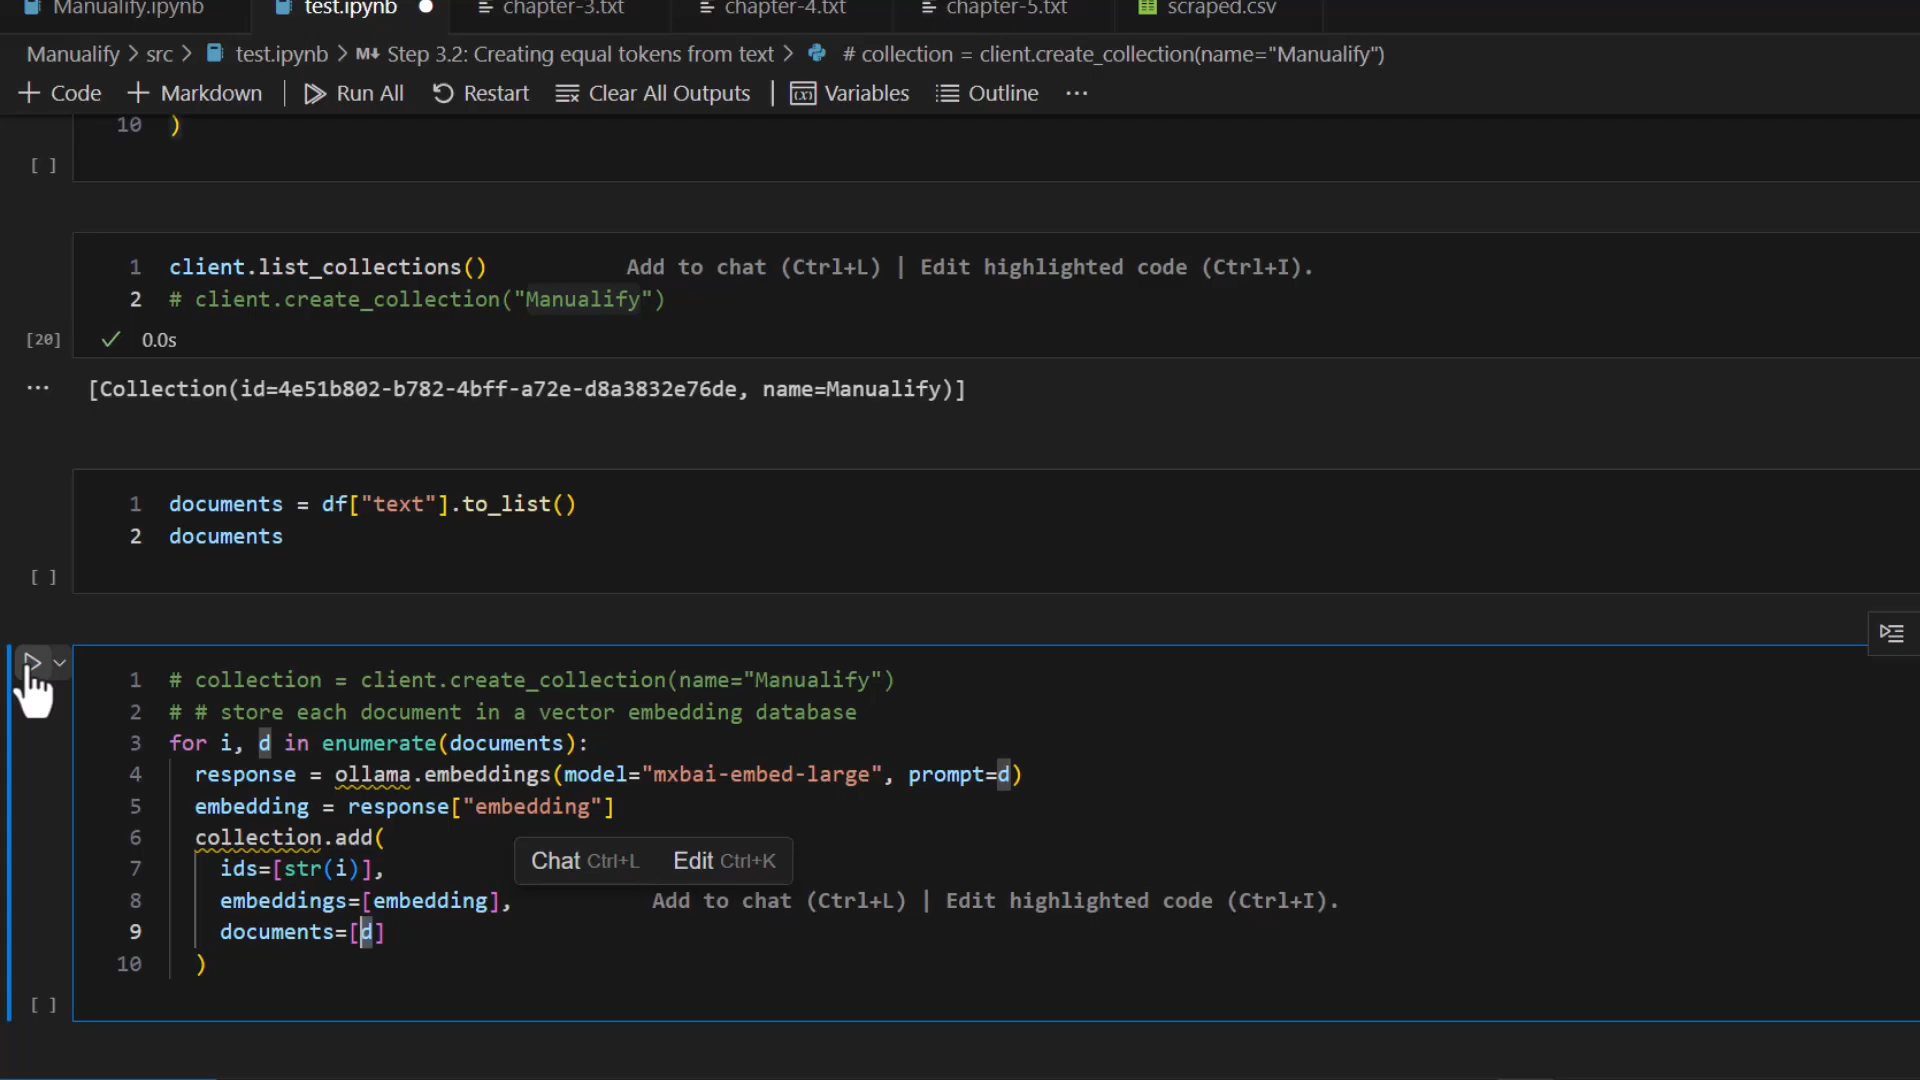 Manualify.ipynb
test.ipynb
chapter-3.txt
chapter-4.txt
chapter-5.txt
scraped.csv
Manualify > src > test.ipynb > M↓ Step 3.2: Creating equal tokens from text > # collection = client.create_collection(name="Manualify")
+ Code + Markdown | Run All Restart Clear All Outputs | Variables Outline ...
10 )
[ ]
1 client.list_collections() Add to chat (Ctrl+L) | Edit highlighted code (Ctrl+I).
2 # client.create_collection("Manualify")
[20] ✓ 0.0s
... [Collection(id=4e51b802-b782-4bff-a72e-d8a3832e76de, name=Manualify)]
1 documents = df["text"].to_list()
2 documents
[ ]
1 # collection = client.create_collection(name="Manualify")
2 # # store each document in a vector embedding database
3 for i, d in enumerate(documents):
4 response = ollama.embeddings(model="mxbai-embed-large", prompt=d)
5 embedding = response["embedding"]
6 collection.add(
Chat Ctrl+L Edit Ctrl+K
7 ids=[str(i)],
8 embeddings=[embedding], Add to chat (Ctrl+L) | Edit highlighted code (Ctrl+I).
9 documents=[d]
10 )
[ ]